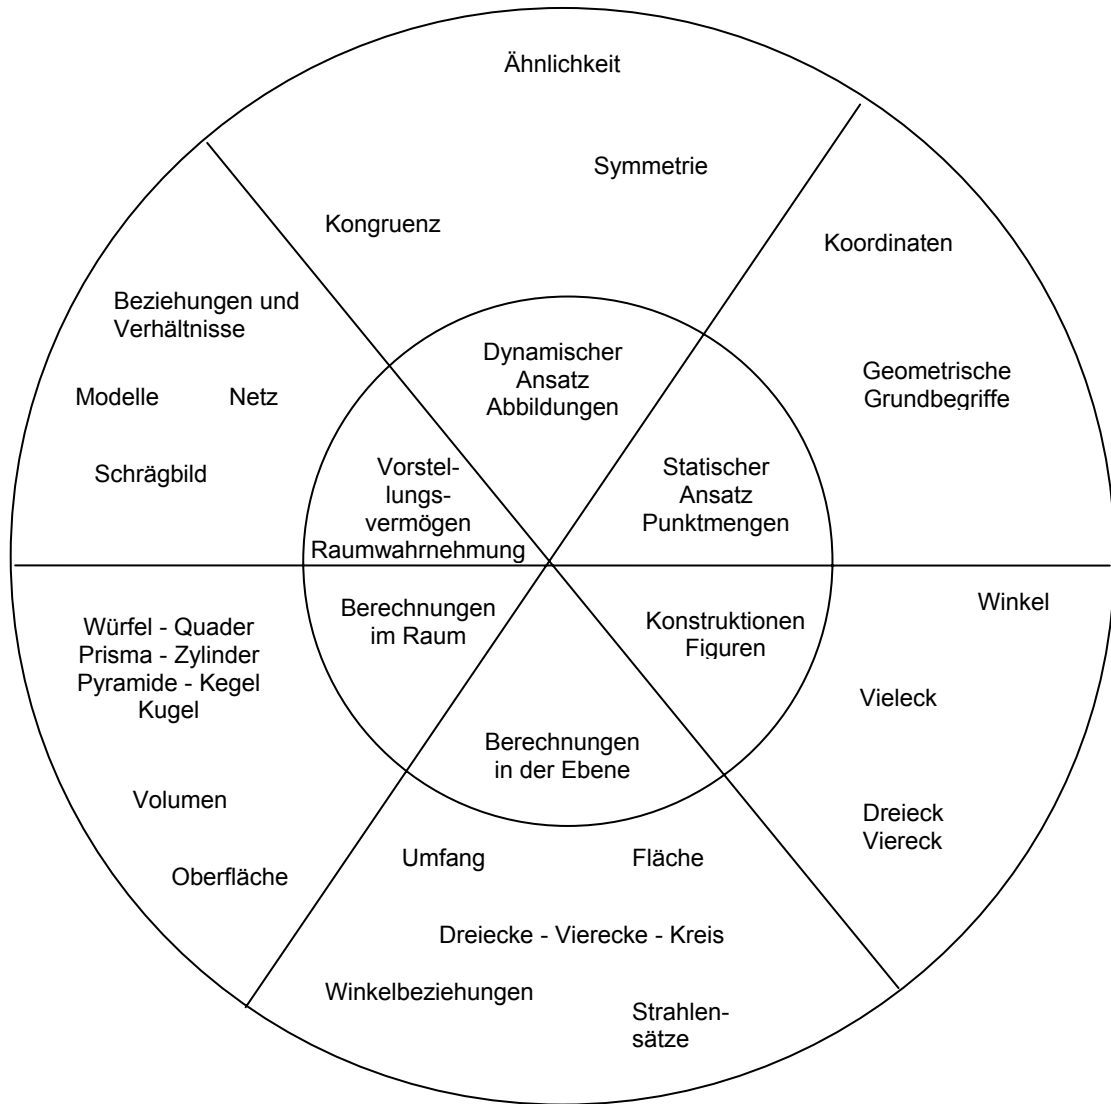 Ähnlichkeit
Symmetrie
Kongruenz
Koordinaten
Beziehungen und
Verhältnisse
Dynamischer
Ansatz
Abbildungen
Geometrische
Grundbegriffe
Modelle
Netz
Schrägbild
Vorstel-
lungs-
vermögen
Raumwahrnehmung
Statischer
Ansatz
Punktmengen
Berechnungen
im Raum
Konstruktionen
Figuren
Winkel
Würfel - Quader
Prisma - Zylinder
Pyramide - Kegel
Kugel
Vieleck
Berechnungen
in der Ebene
Volumen
Dreieck
Viereck
Oberfläche
Umfang
Fläche
Dreiecke - Vierecke - Kreis
Winkelbeziehungen
Strahlen-
sätze